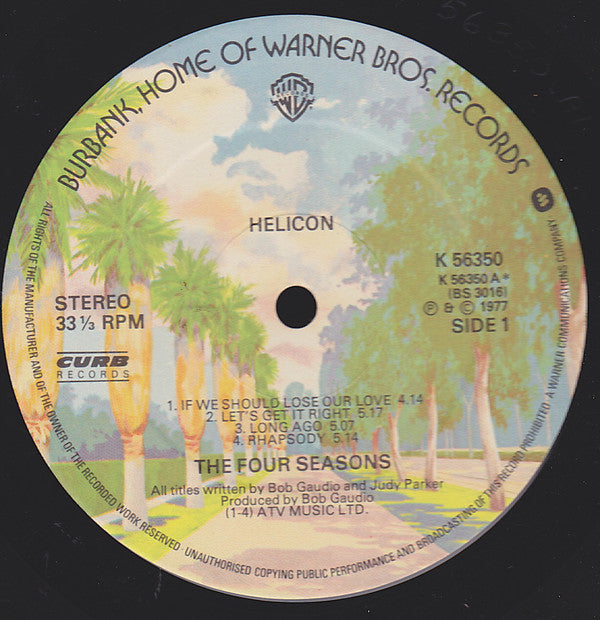 BURBANK, HOME OF WARNER BROS. RECORDS
RECORDS
HELICON
K 56350
K 56350 A*
(BS 3016)
℗ & © 1977
SIDE 1
STEREO
33 ⅓ RPM
CURB
RECORDS
1. IF WE SHOULD LOSE OUR LOVE 4.14
2. LET'S GET IT RIGHT 5.17
3. LONG AGO 5.07
4. RHAPSODY 5.14
THE FOUR SEASONS
All titles written by Bob Gaudio and Judy Parker
Produced by Bob Gaudio
(1-4) ATV MUSIC LTD.
ALL RIGHTS OF THE MANUFACTURER AND OF THE OWNER OF THE RECORDED WORK RESERVED · UNAUTHORISED COPYING PUBLIC PERFORMANCE AND BROADCASTING OF THIS RECORD PROHIBITED · A WARNER COMMUNICATIONS COMPANY